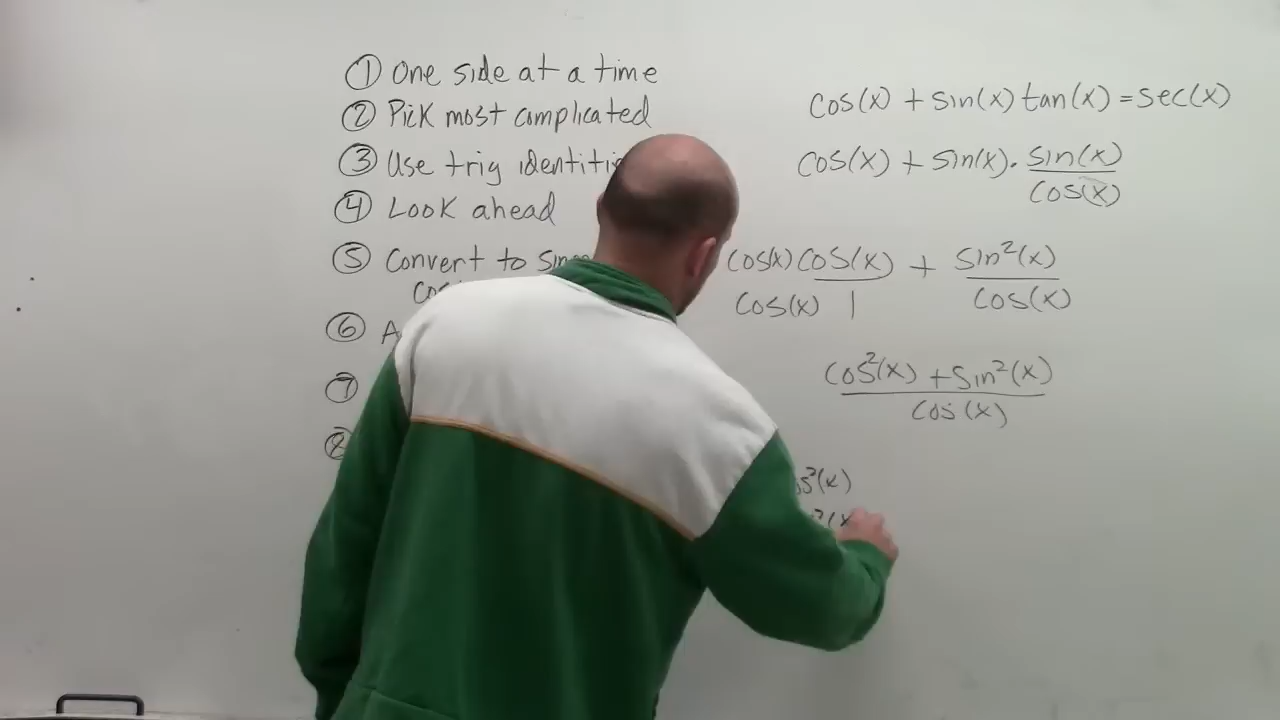 ① One side at a time
② Pick most complicated
③ Use trig
④ Look ahead
⑤ Convert to
⑥
⑦
⑧
cos(x) + sin(x) tan(x) = sec(x)
cos(x) + sin(x) · sin(x)
cos(x)
cos(x) cos(x) + sin²(x)
cos(x) 1 cos(x)
cos²(x) + sin²(x)
cos(x)